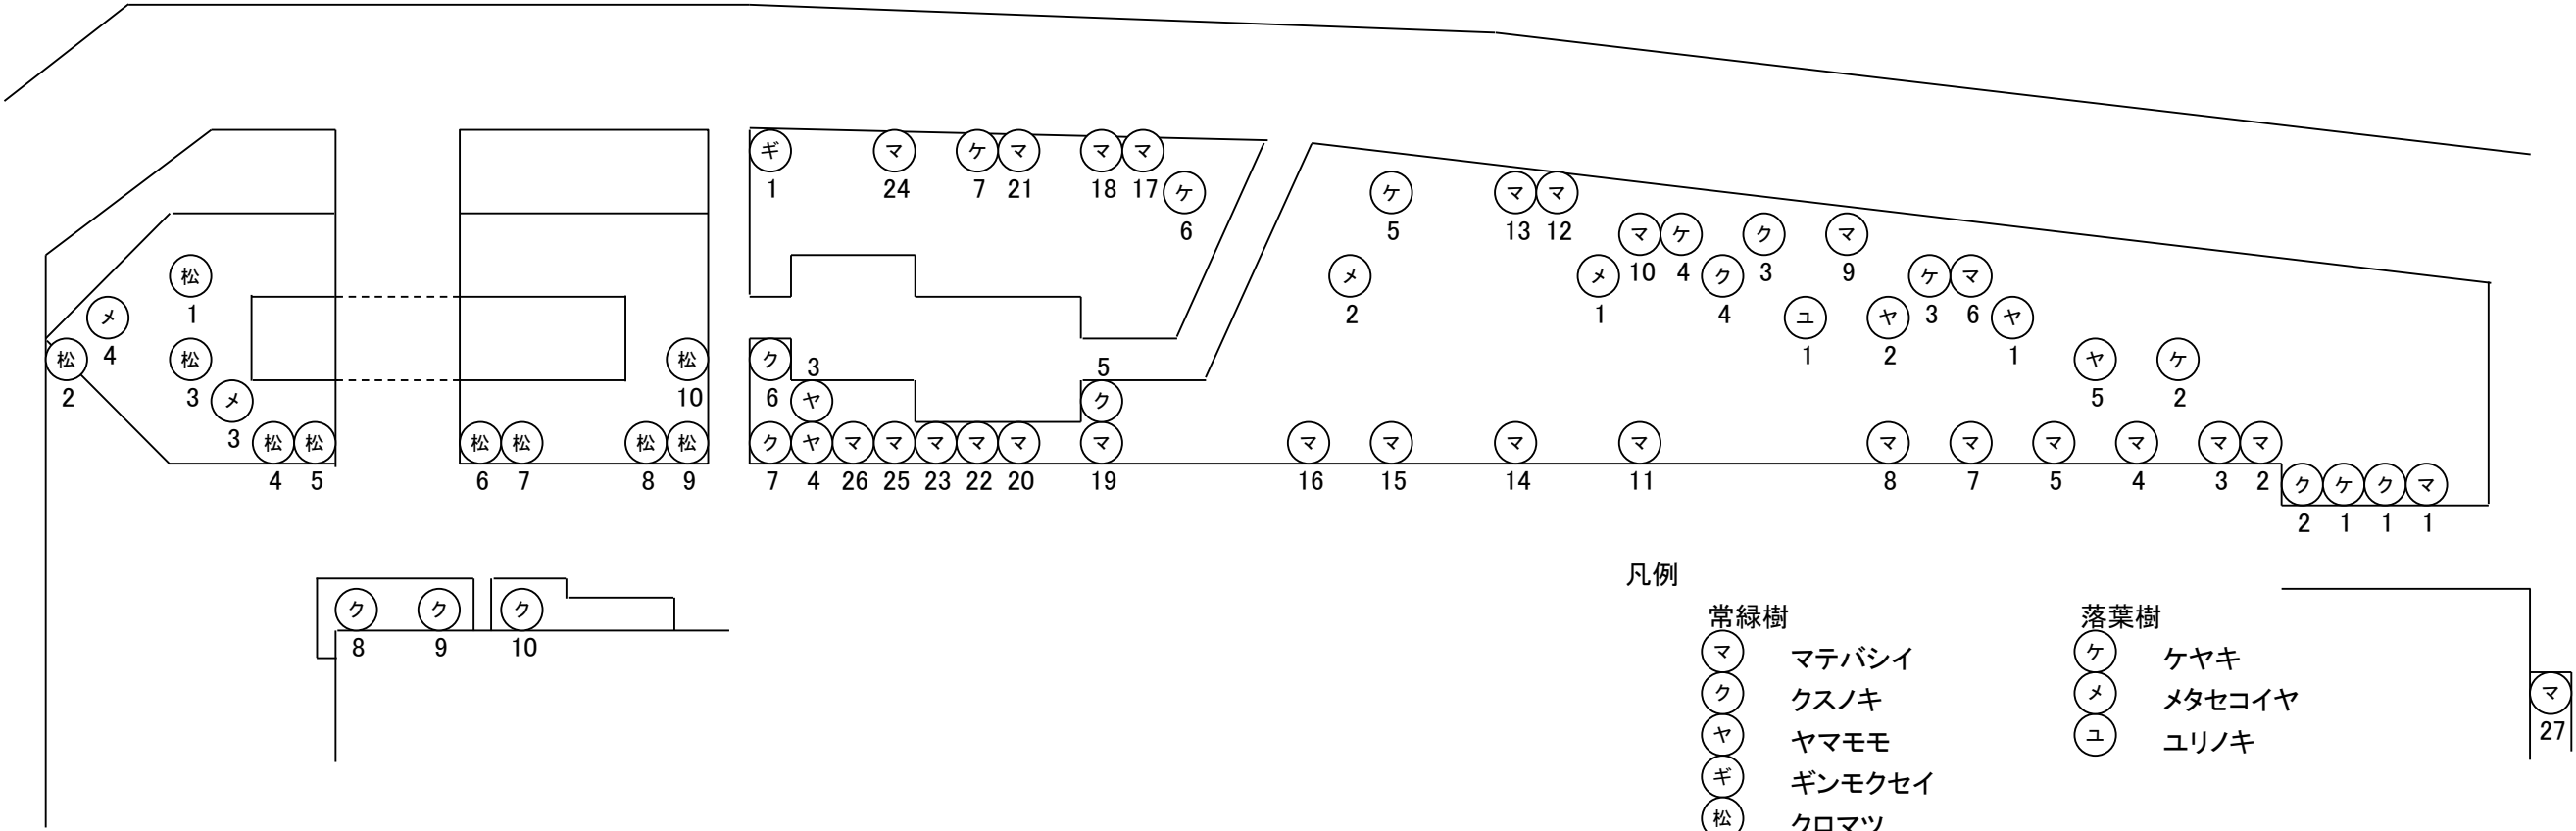 ギ マ ケ マ マ マ
1 24 7 21 18 17
ケ ケ マ マ
6 5 13 12
マ ケ ク マ
10 4 3 9
松 メ メ ク ケ マ
1 2 1 4 3 6
メ ユ ヤ ヤ
4 1 2 1
松 松 松 ク 3 5 ヤ ケ
2 3 10 6 5 2
メ ヤ ク
3
松 松 松 松 松 松 ク ヤ マ マ マ マ マ マ マ マ マ マ マ マ マ マ マ マ
4 5 6 7 8 9 7 4 26 25 23 22 20 19 16 15 14 11 8 7 5 4 3 2
ク ケ ク マ
2 1 1 1
ク ク ク
8 9 10
凡例
常緑樹 落葉樹
マ マテバシイ ケ ケヤキ
ク クスノキ メ メタセコイヤ
ヤ ヤマモモ ユ ユリノキ
ギ ギンモクセイ
松 クロマツ
マ
27